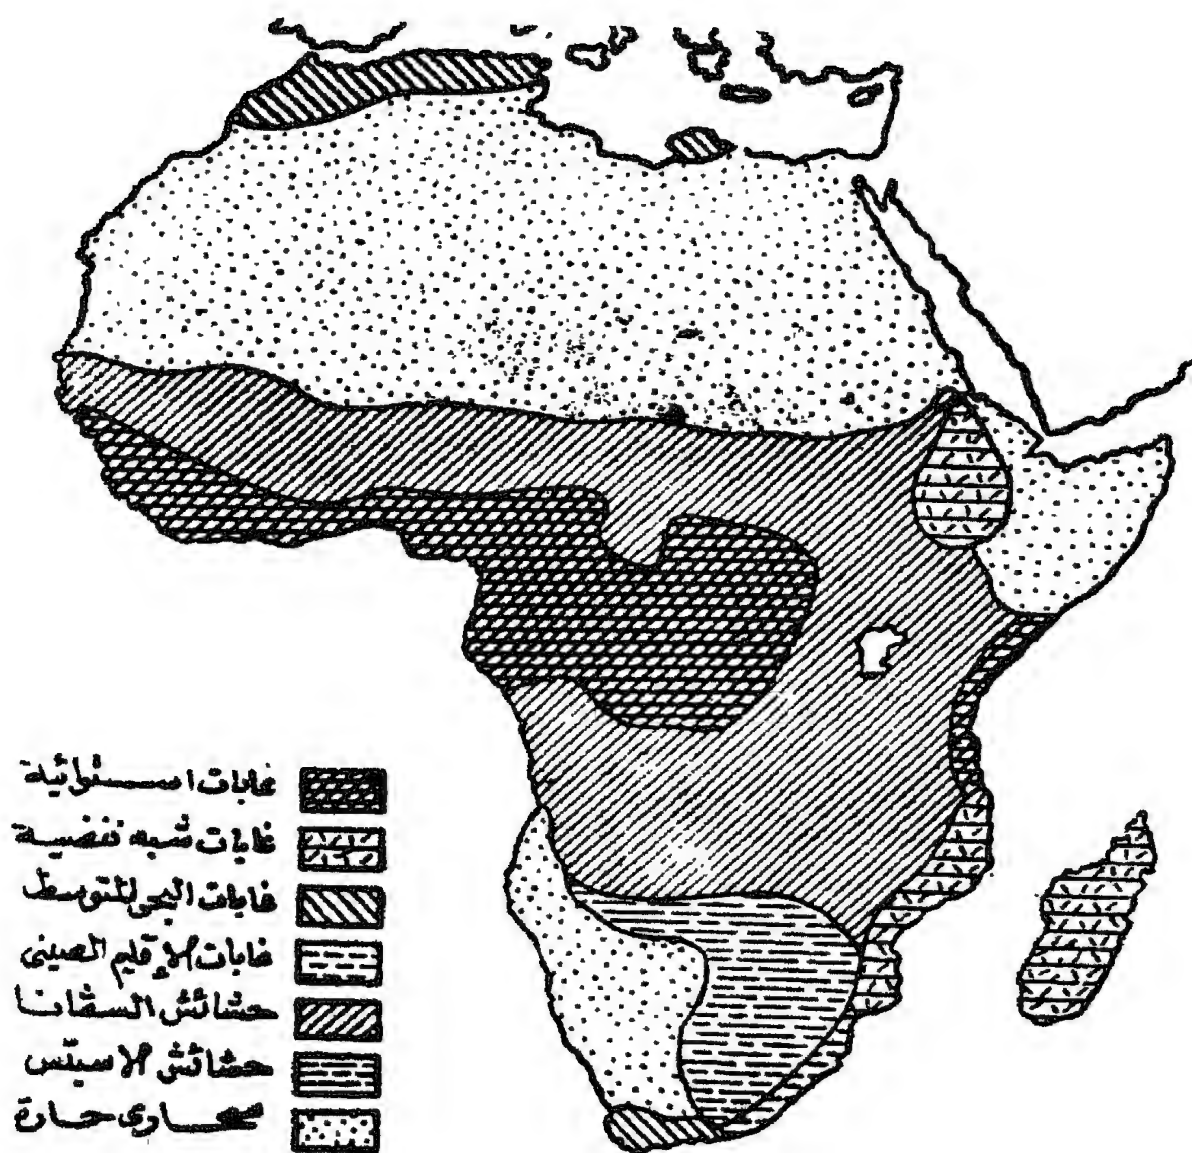 غابات استوائية
غابات شبه نفضية
غابات البحر المتوسط
غابات الإقليم الصينى
حشائش السفانا
حشائش الاستبس
صحارى حارة